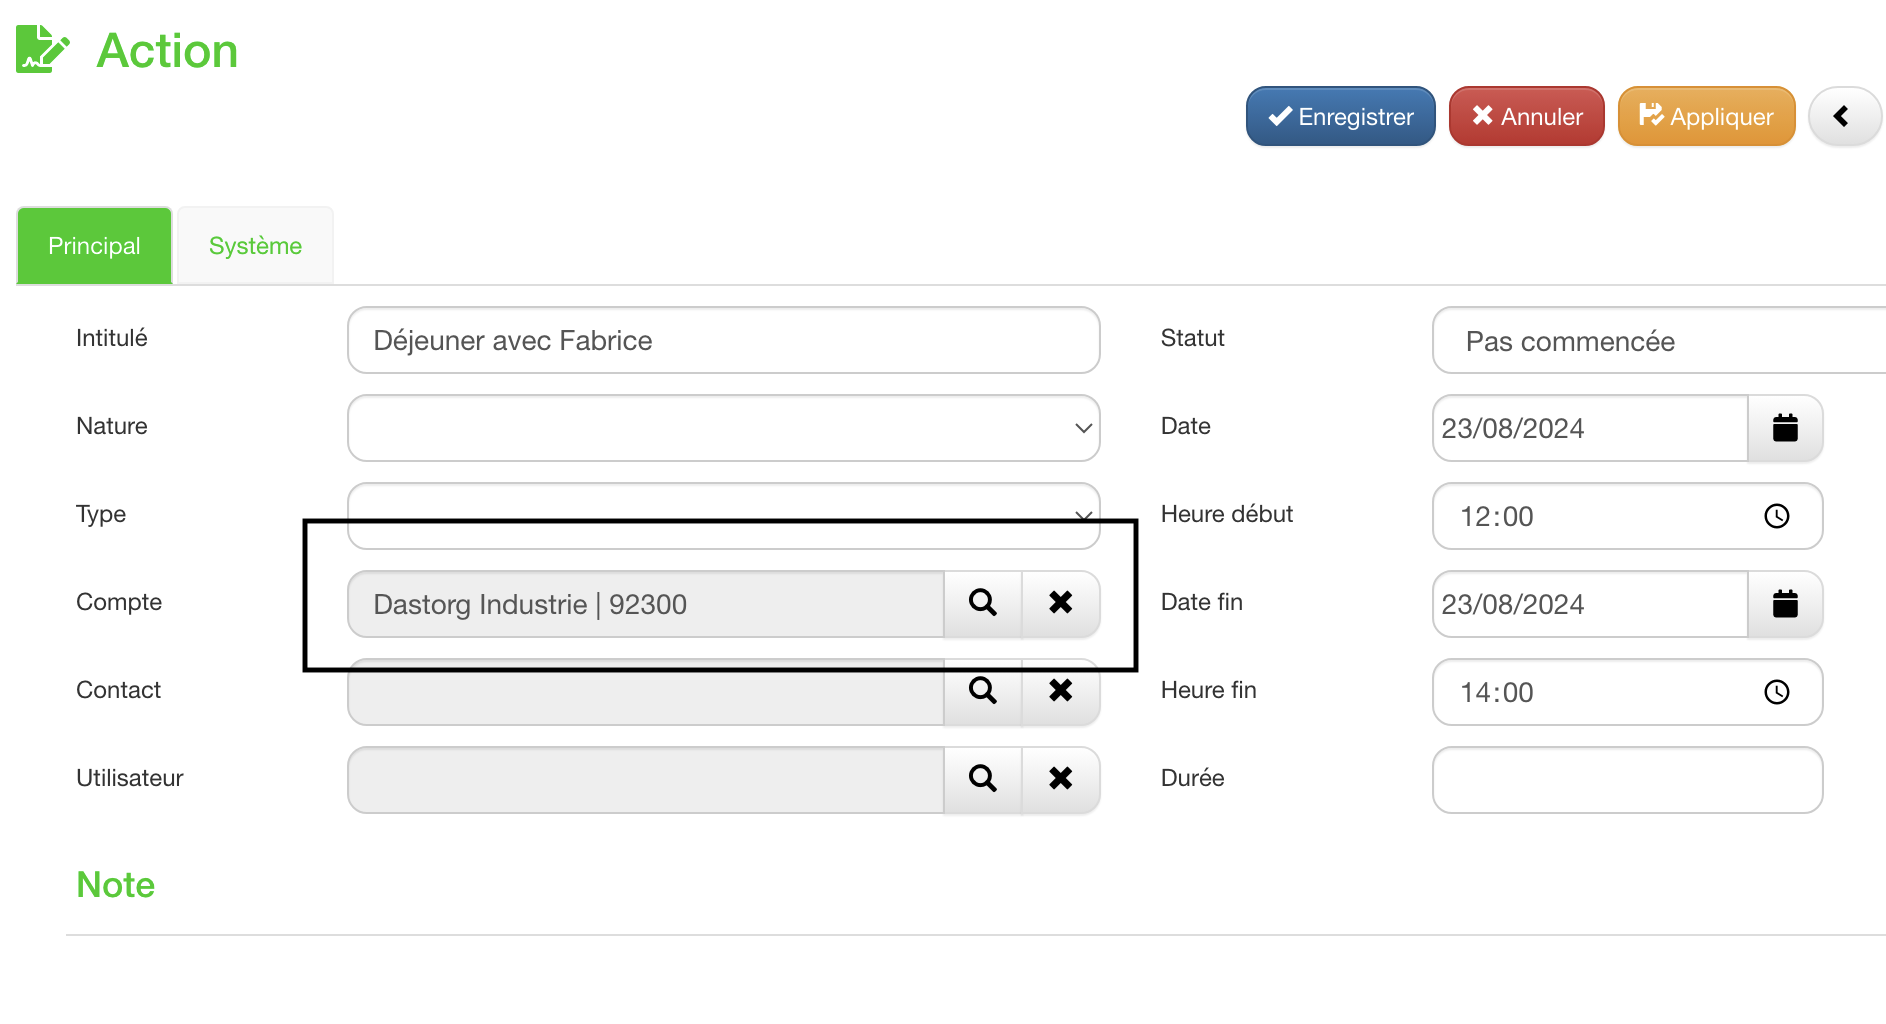 Action
Enregistrer Annuler Appliquer
Principal Système
Intitulé Déjeuner avec Fabrice Statut Pas commencée
Nature Date 23/08/2024
Type Heure début 12:00
Compte Dastorg Industrie | 92300 Date fin 23/08/2024
Contact Heure fin 14:00
Utilisateur Durée
Note